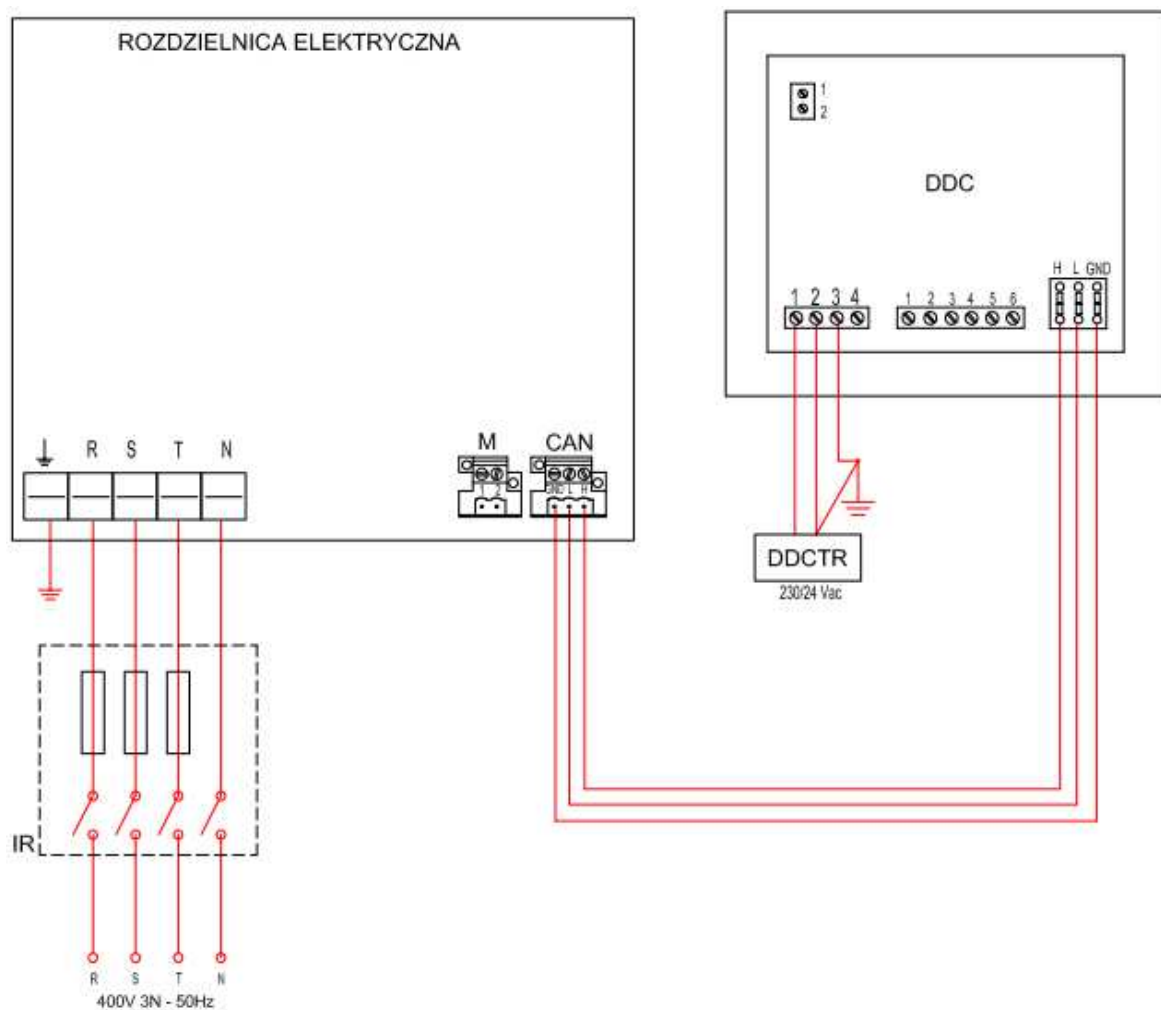 ROZDZIELNICA ELEKTRYCZNA
R S T N
M
1 2
CAN
GND L H
1
2
DDC
1 2 3 4
1 2 3 4 5 6
H L GND
DDCTR
230/24 Vac
IR
R S T N
400V 3N - 50Hz